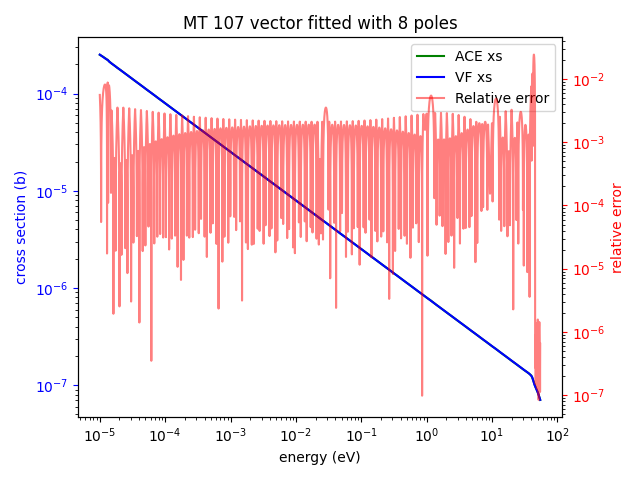 MT 107 vector fitted with 8 poles
ACE xs
VF xs
Relative error
10⁻⁴
10⁻⁵
10⁻⁶
10⁻⁷
cross section (b)
10⁻²
10⁻³
10⁻⁴
10⁻⁵
10⁻⁶
10⁻⁷
relative error
10⁻⁵ 10⁻⁴ 10⁻³ 10⁻² 10⁻¹ 10⁰ 10¹ 10²
energy (eV)